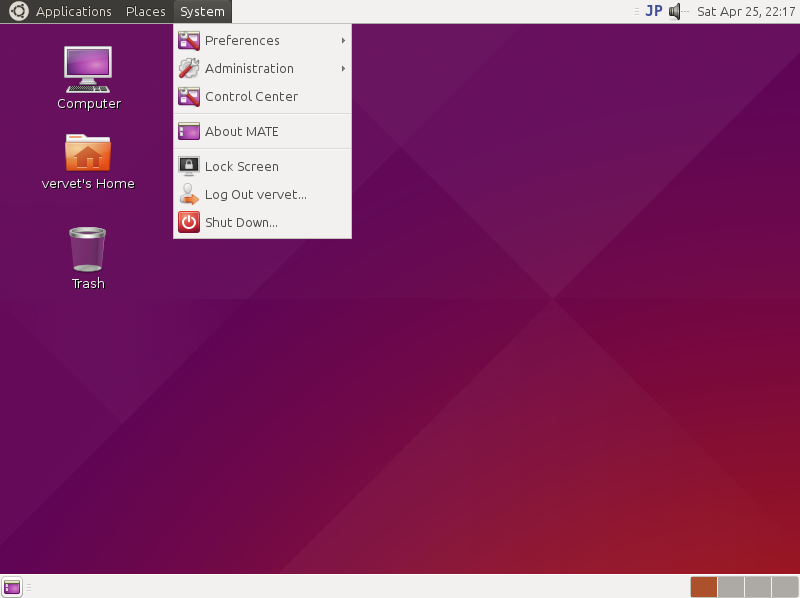 Applications Places System
JP Sat Apr 25, 22:17
Preferences
Administration
Control Center
About MATE
Lock Screen
Log Out vervet...
Shut Down...
Computer
vervet's Home
Trash